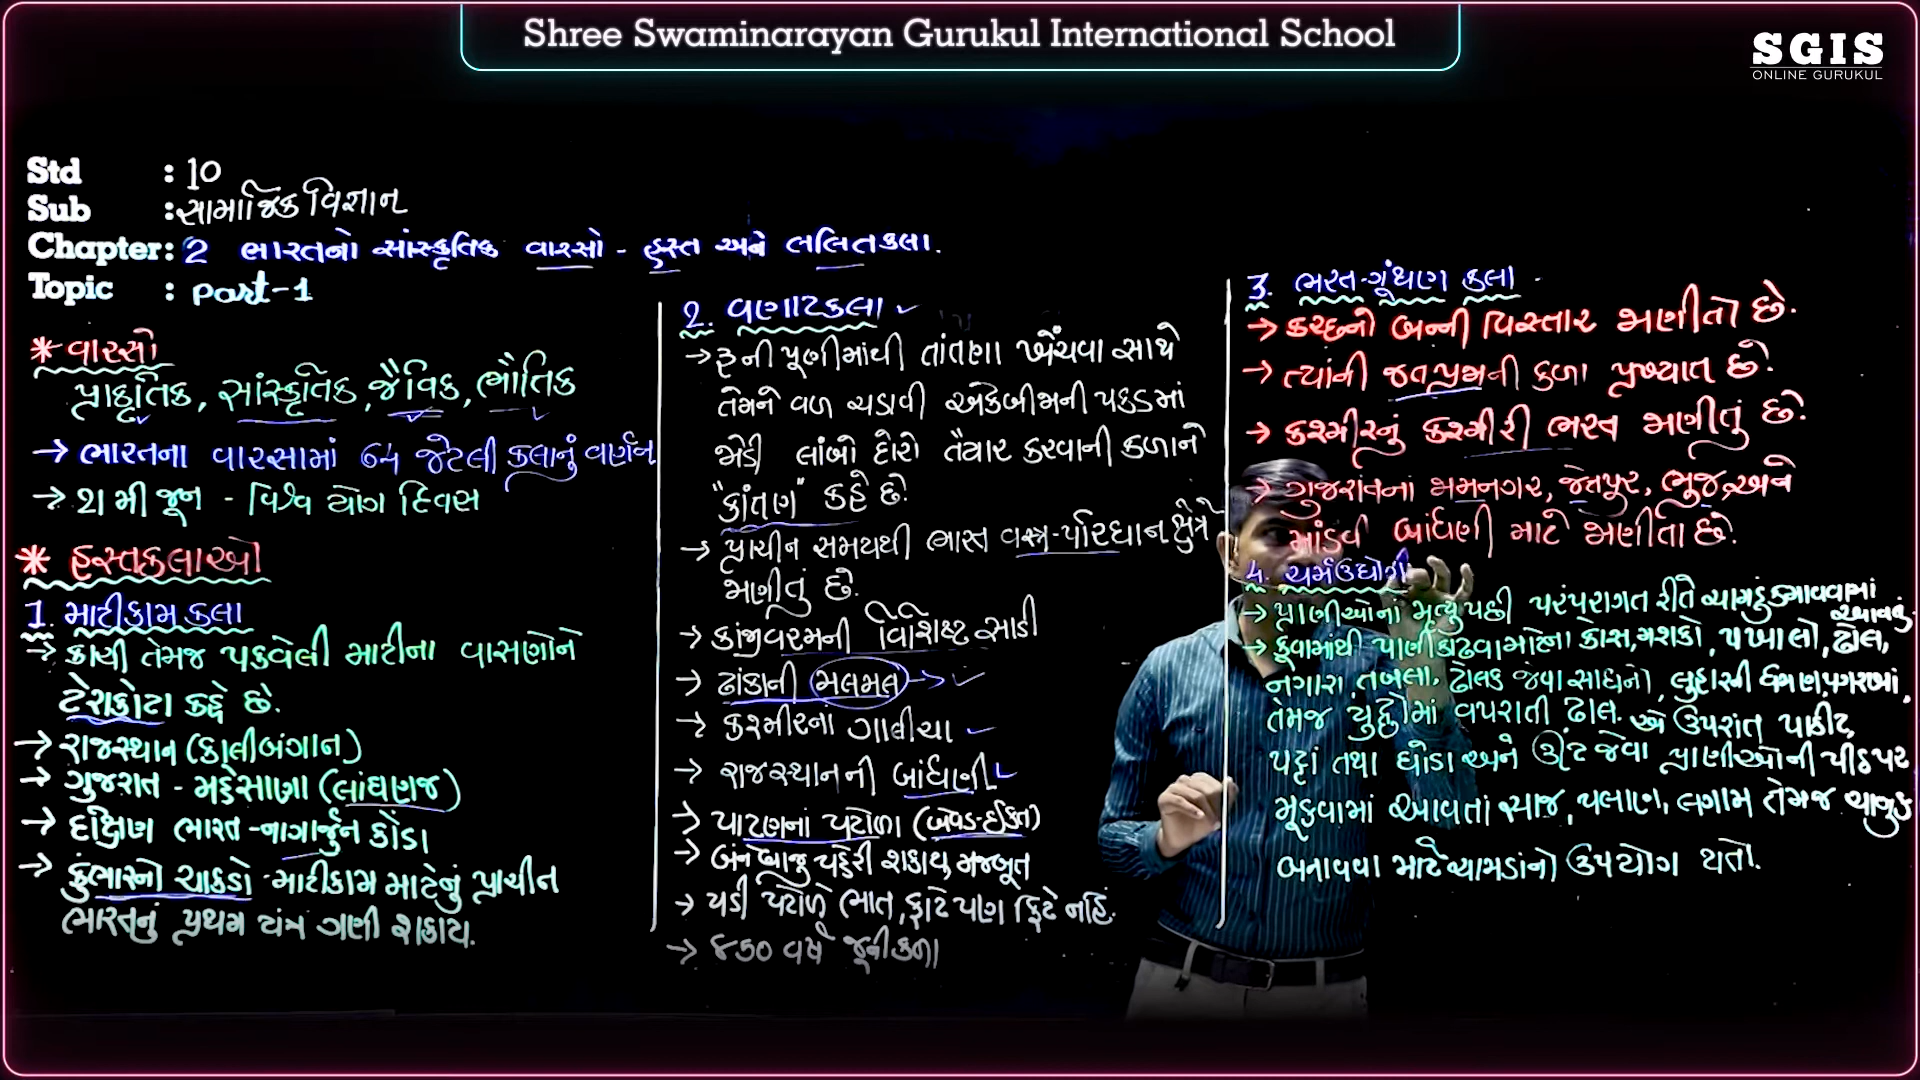 Shree Swaminarayan Gurukul International School
SGIS
ONLINE GURUKUL
Std : 10
Sub : સામાજિક વિજ્ઞાન
Chapter: 2 ભારતનો સાંસ્કૃતિક વારસો - હસ્ત અને લલિતકલા.
Topic : Part-1
* વારસો
પ્રાકૃતિક, સાંસ્કૃતિક, જૈવિક, ભૌતિક
→ ભારતના વારસામાં 64 જેટલી કલાનું વર્ણન
→ 21 મી જૂન - વિશ્વ યોગ દિવસ
* હસ્તકલાઓ
1. માટીકામ કલા
→ કાચી તેમજ પકવેલી માટીના વાસણોને
ટેરાકોટા કહે છે.
→ રાજસ્થાન (કાલીબંગાન)
→ ગુજરાત - મહેસાણા (લાંઘણજ)
→ દક્ષિણ ભારત - નાગાર્જુન કોંડા
→ કુંભારનો ચાકડો - માટીકામ માટેનું પ્રાચીન
ભારતનું પ્રથમ યંત્ર ગણી શકાય.
2. વણાટકલા
→ રૂની પૂણીમાંથી તાંતણા ખેંચવા સાથે
તેમને વળ ચડાવી એકબીજાની પકડમાં
જોડી લાંબો દોરો તૈયાર કરવાની કળાને
"કાંતણ" કહે છે.
→ પ્રાચીન સમયથી ભારત વસ્ત્ર-પરિધાન ક્ષેત્રે
જાણીતું છે.
→ કાંજીવરમની વિશિષ્ટ સાડી
→ ઢાંકાની મલમલ →
→ કશ્મીરના ગાલીચા
→ રાજસ્થાનની બાંધણી
→ પાટણનાં પટોળા (બેવડ-ઈકત)
→ બંને બાજુ પહેરી શકાય, મજબૂત
→ પડી પટોળે ભાત, ફાટે પણ ફિટે નહિ.
→ 850 વર્ષ જૂની કળા
3. ભરત-ગૂંથણ કલા
→ કચ્છનો બન્ની વિસ્તાર જાણીતો છે.
→ ત્યાંની જતપ્રજાની કળા પ્રખ્યાત છે.
→ કશ્મીરનું કશ્મીરી ભરત જાણીતું છે.
→ ગુજરાતના જામનગર, જેતપુર, ભુજ, અને
માંડવી બાંધણી માટે જાણીતા છે.
4. ચર્મઉદ્યોગ
→ પ્રાણીઓનાં મૃત્યુ પછી પરંપરાગત રીતે ચામડું કમાવવામાં
આવતું.
→ કૂવામાંથી પાણી કાઢવા માટેના કોસ, મશકો, પખાલો, ઢોલ,
નગારા, તબલા, ઢોલક જેવા સાધનો, લુહારની ધમણ, પગરખાં,
તેમજ યુદ્ધોમાં વપરાતી ઢાલ. એ ઉપરાંત પાકીટ,
પટ્ટાં તથા ઘોડા અને ઊંટ જેવા પ્રાણીઓની પીઠ પર
મૂકવામાં આવતાં સાજ, પલાણ, લગામ તેમજ ચાબુક
બનાવવા માટે ચામડાંનો ઉપયોગ થતો.